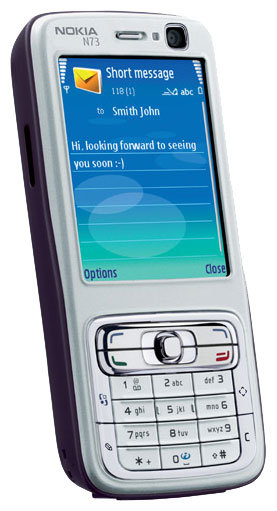 NOKIA
N73
Short message
118 (1) abc
to Smith John
Hi, looking forward to seeing
you soon :-)
Options Close
1 2 abc def 3
4 ghi 5 jkl mno 6
7 pqrs 8 tuv wxyz 9
* + 0 ⇧ #
C